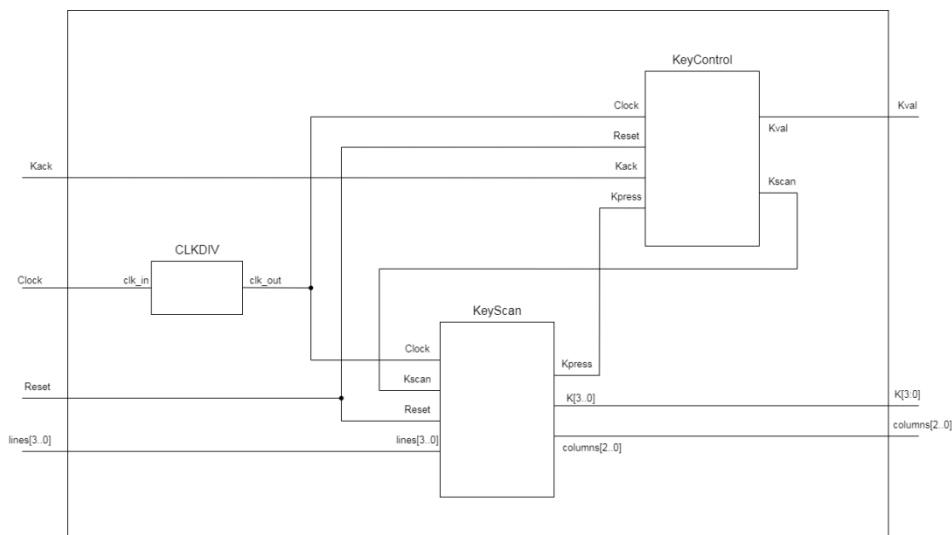 KeyControl
Clock
Kval
Reset
Kval
Kack
Kack
Kscan
Kpress
CLKDIV
Clock
clk_in
clk_out
KeyScan
Clock
Kpress
Kscan
Reset
K[3..0]
K[3:0]
Reset
columns[2..0]
lines[3..0]
lines[3..0]
columns[2..0]